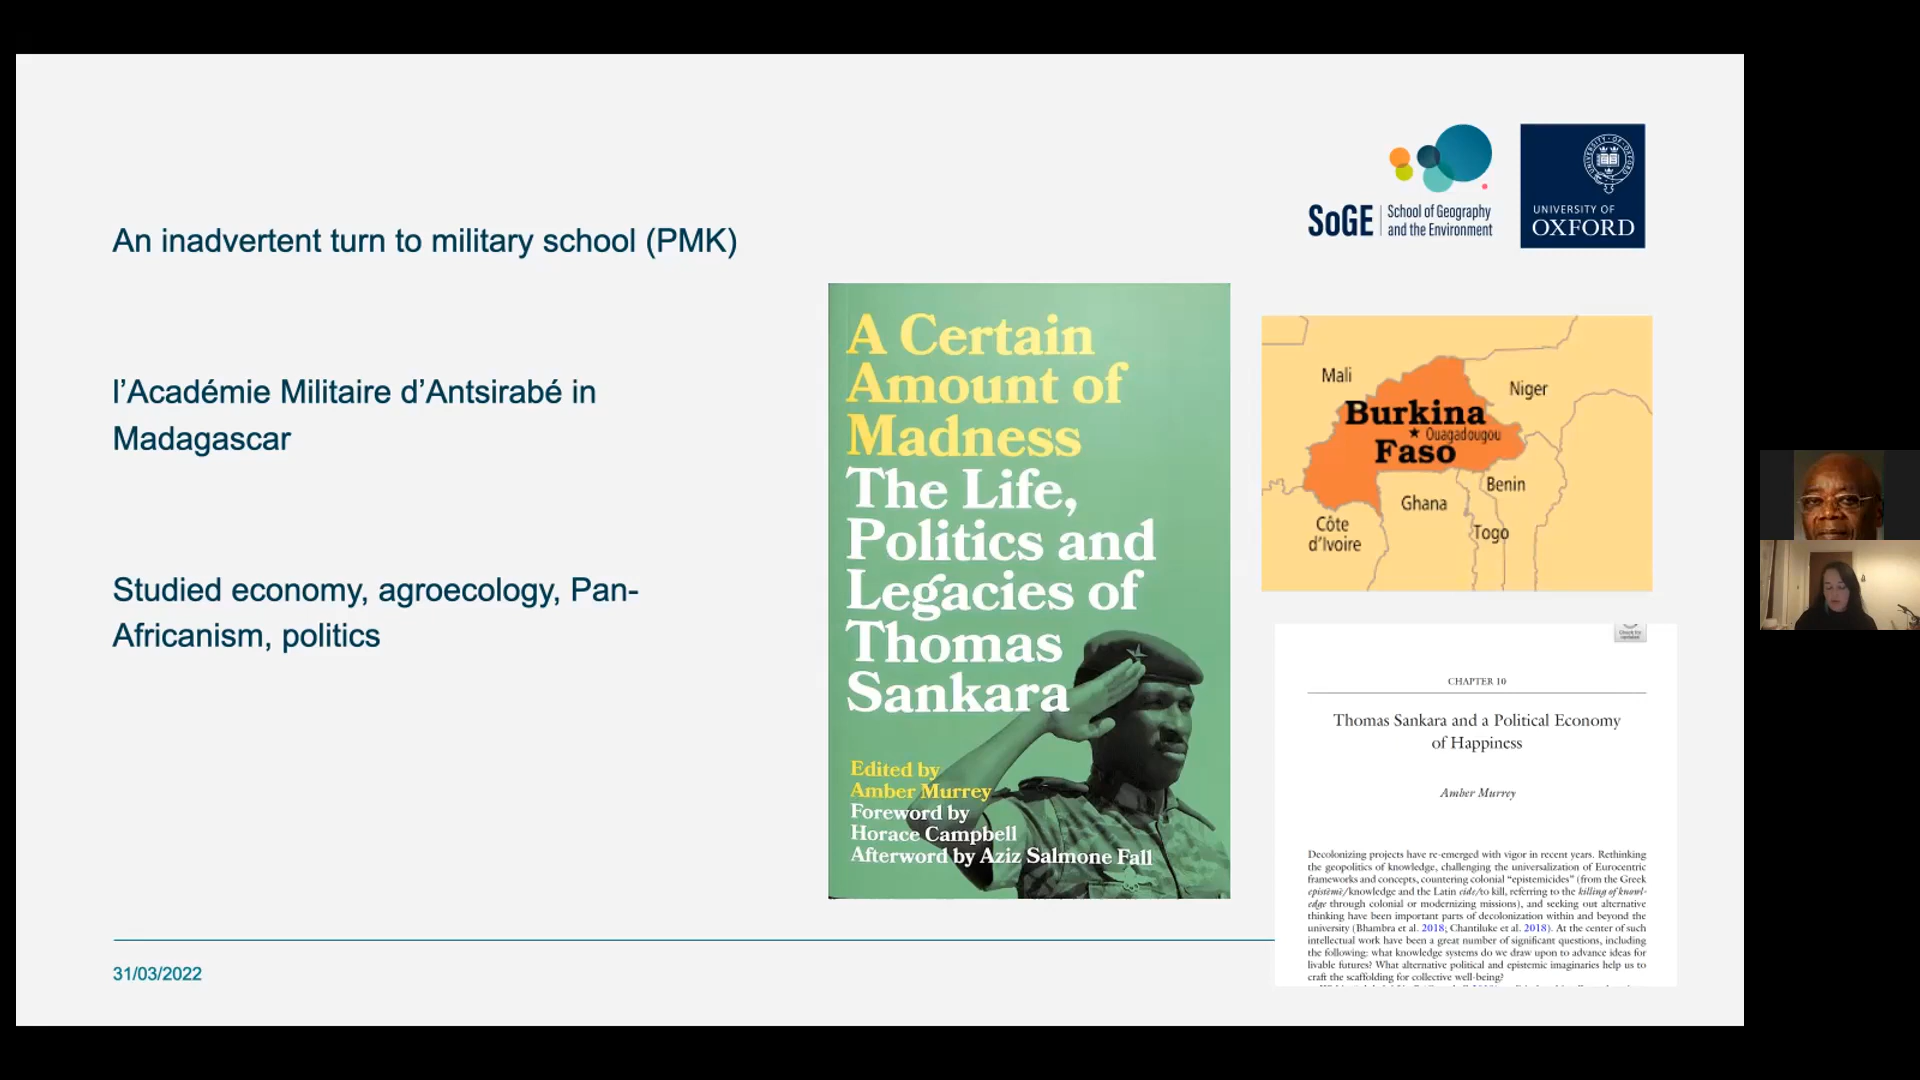 An inadvertent turn to military school (PMK)
l’Académie Militaire d’Antsirabé in
Madagascar
Studied economy, agroecology, Pan-
Africanism, politics
31/03/2022
A Certain
Amount of
Madness
The Life,
Politics and
Legacies of
Thomas
Sankara
Edited by
Amber Murrey
Foreword by
Horace Campbell
Afterword by Aziz Salmone Fall
SoGE
School of Geography
and the Environment
UNIVERSITY OF OXFORD
UNIVERSITY OF
OXFORD
Mali
Niger
Burkina
Ouagadougou
Faso
Benin
Ghana
Côte
d’Ivoire
Togo
Check for
updates
CHAPTER 10
Thomas Sankara and a Political Economy
of Happiness
Amber Murrey
Decolonizing projects have re-emerged with vigor in recent years. Rethinking
the geopolitics of knowledge, challenging the universalization of Eurocentric
frameworks and concepts, countering colonial “epistemicides” (from the Greek
epistēmē/knowledge and the Latin cide/to kill, referring to the killing of knowl-
edge through colonial or modernizing missions), and seeking out alternative
thinking have been important parts of decolonization within and beyond the
university (Bhambra et al. 2018; Chantiluke et al. 2018). At the center of such
intellectual work have been a great number of significant questions, including
the following: what knowledge systems do we draw upon to advance ideas for
livable futures? What alternative political and epistemic imaginaries help us to
craft the scaffolding for collective well-being?